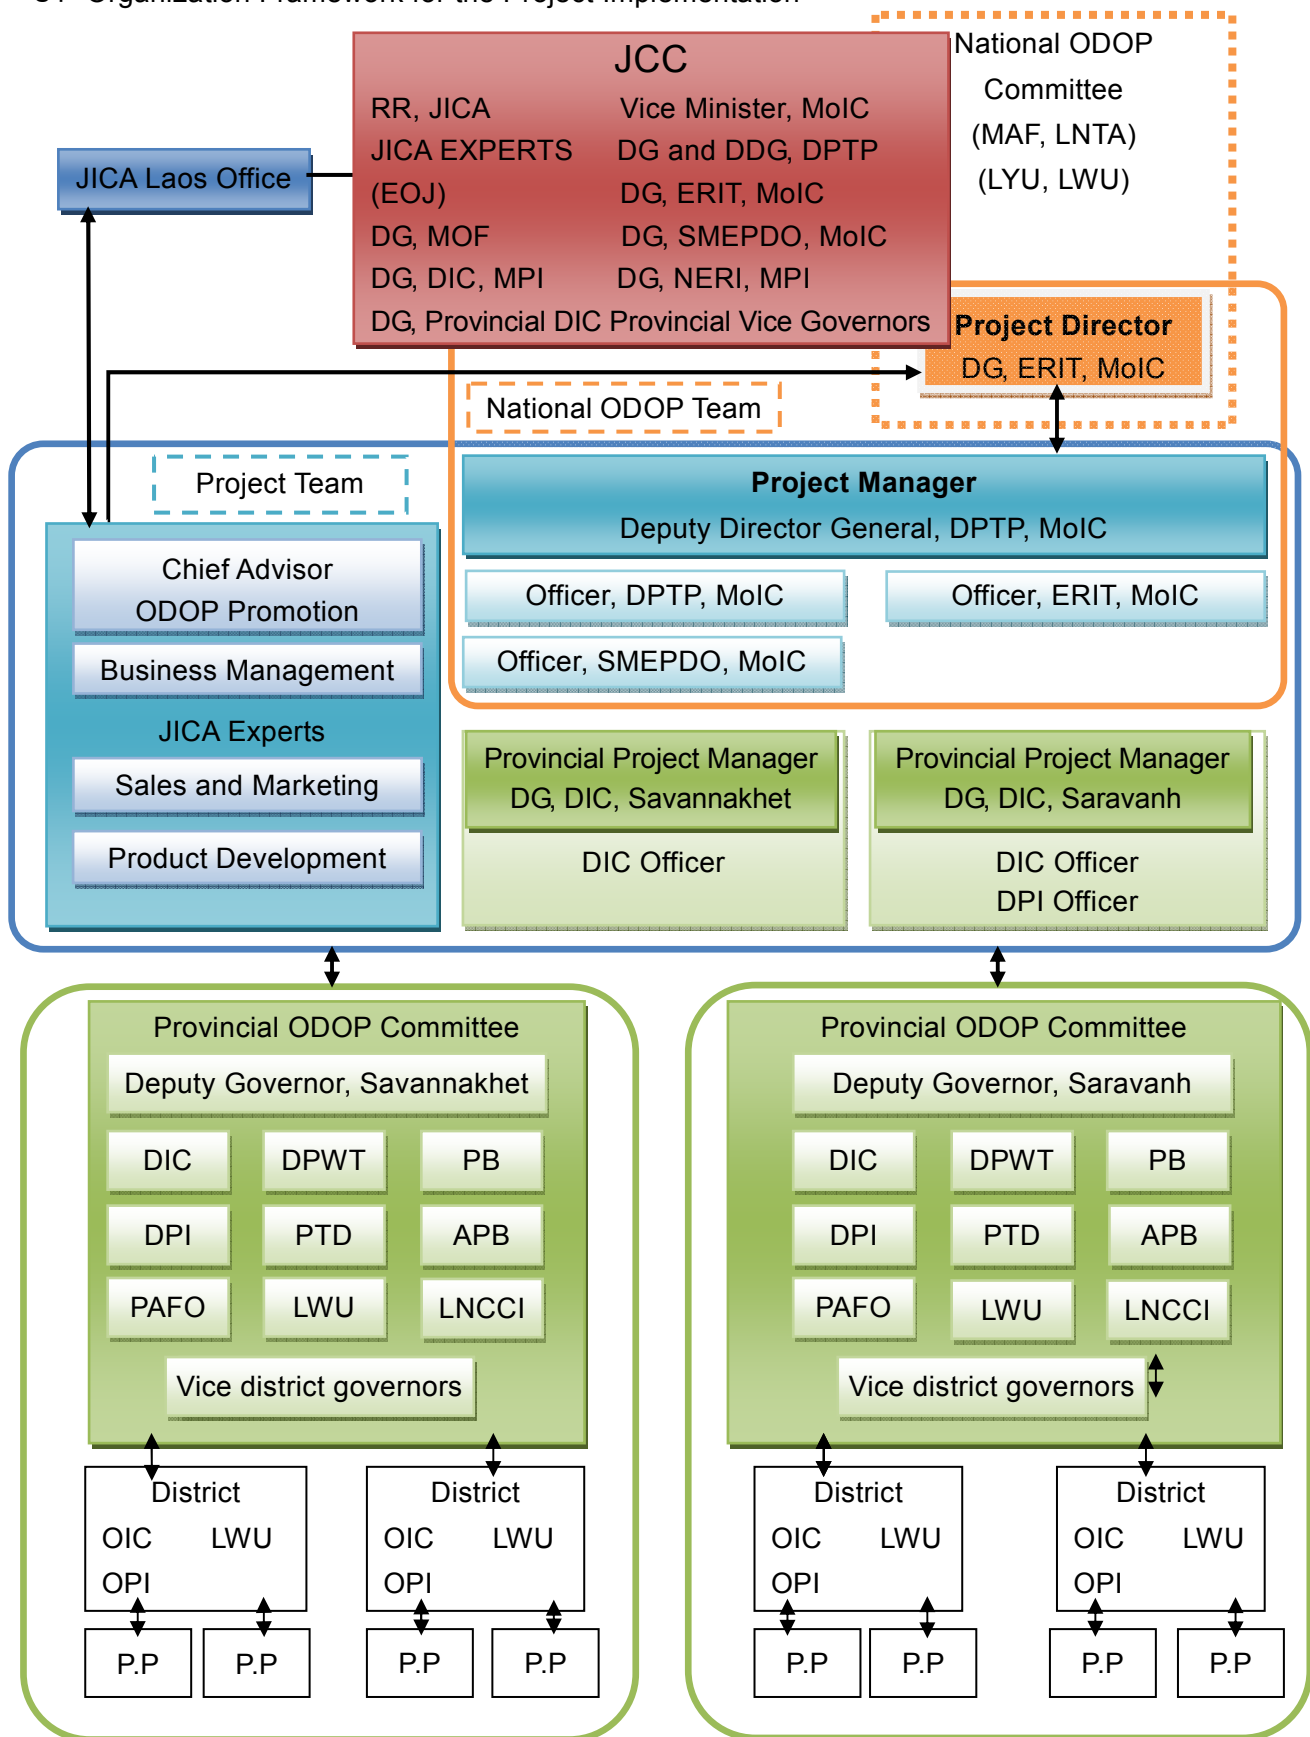 Organization Framework for the Project Implementation
JCC
RR, JICA
Vice Minister, MoIC
JICA EXPERTS
DG and DDG, DPTP
(EOJ)
DG, ERIT, MoIC
DG, MOF
DG, SMEPDO, MoIC
DG, DIC, MPI
DG, NERI, MPI
DG, Provincial DIC Provincial Vice Governors
National ODOP
Committee
(MAF, LNTA)
(LYU, LWU)
JICA Laos Office
Project Director
DG, ERIT, MoIC
National ODOP Team
Project Team
Project Manager
Deputy Director General, DPTP, MoIC
Chief Advisor
ODOP Promotion
Business Management
JICA Experts
Sales and Marketing
Product Development
Officer, DPTP, MoIC
Officer, ERIT, MoIC
Officer, SMEPDO, MoIC
Provincial Project Manager
DG, DIC, Savannakhet
DIC Officer
Provincial Project Manager
DG, DIC, Saravanh
DIC Officer
DPI Officer
Provincial ODOP Committee
Deputy Governor, Savannakhet
DIC
DPWT
PB
DPI
PTD
APB
PAFO
LWU
LNCCI
Vice district governors
District
OIC
LWU
OPI
District
OIC
LWU
OPI
P.P
P.P
P.P
P.P
Provincial ODOP Committee
Deputy Governor, Saravanh
DIC
DPWT
PB
DPI
PTD
APB
PAFO
LWU
LNCCI
Vice district governors
District
OIC
LWU
OPI
District
OIC
LWU
OPI
P.P
P.P
P.P
P.P